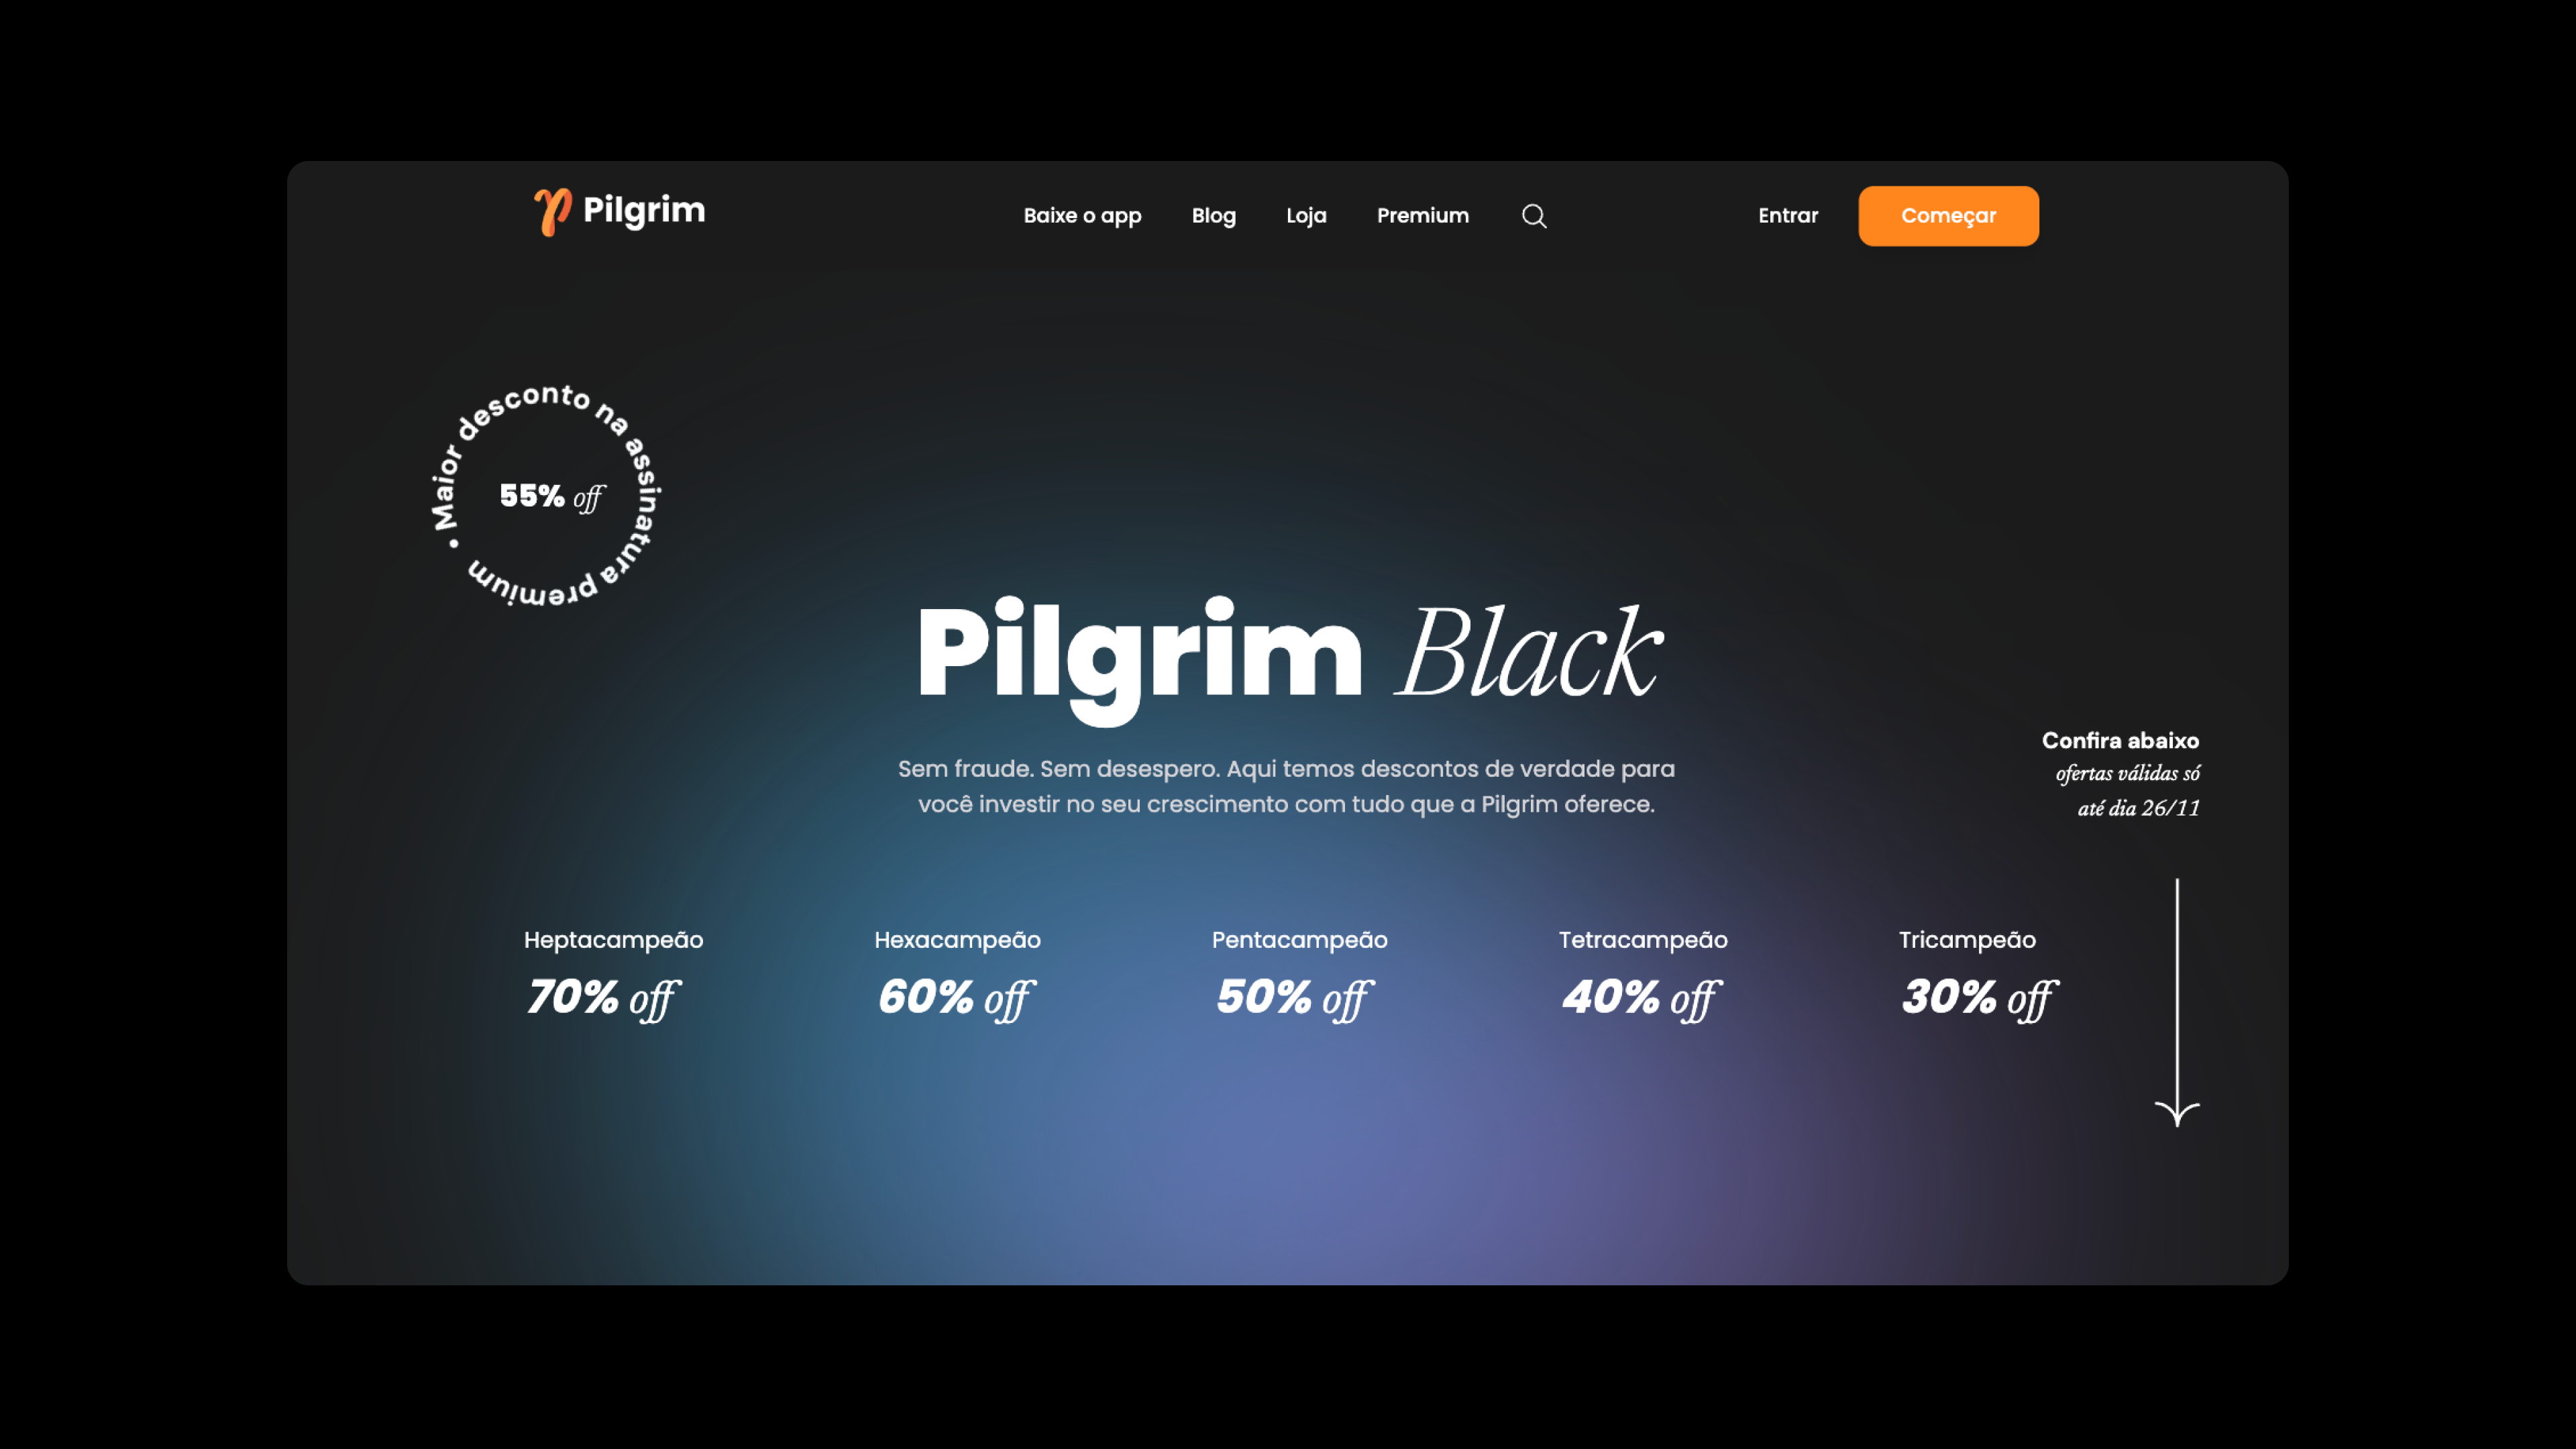 Pilgrim
Baixe o app
Blog
Loja
Premium
Entrar
Começar
• Maior desconto na assinatura premium
55% off
Pilgrim Black
Sem fraude. Sem desespero. Aqui temos descontos de verdade para
você investir no seu crescimento com tudo que a Pilgrim oferece.
Confira abaixo
ofertas válidas só
até dia 26/11
Heptacampeão
70% off
Hexacampeão
60% off
Pentacampeão
50% off
Tetracampeão
40% off
Tricampeão
30% off